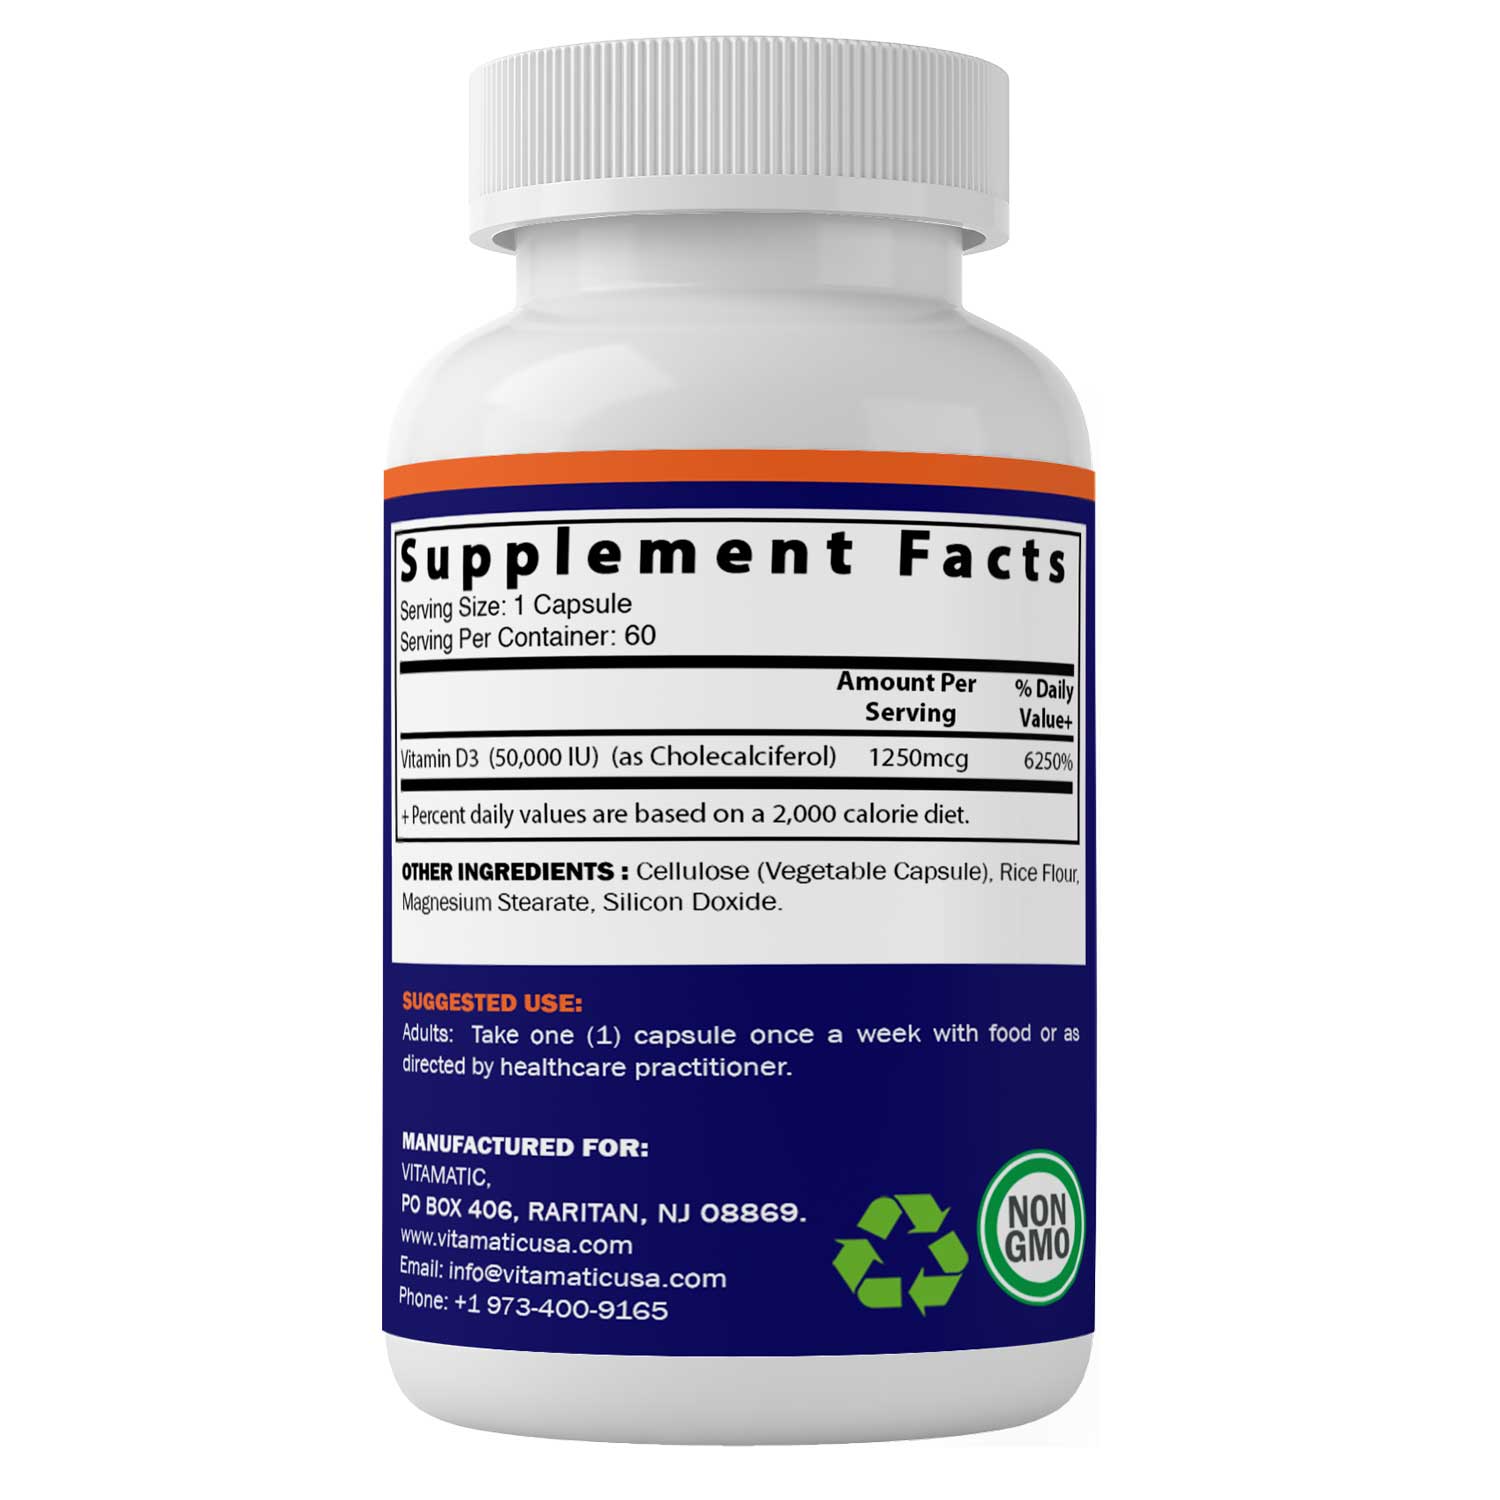 Supplement Facts
Serving Size: 1 Capsule
Serving Per Container: 60
Amount Per Serving
% Daily Value+
Vitamin D3 (50,000 IU) (as Cholecalciferol) 1250mcg 6250%
+ Percent daily values are based on a 2,000 calorie diet.
OTHER INGREDIENTS : Cellulose (Vegetable Capsule), Rice Flour,
Magnesium Stearate, Silicon Doxide.
SUGGESTED USE:
Adults: Take one (1) capsule once a week with food or as
directed by healthcare practitioner.
MANUFACTURED FOR:
VITAMATIC,
PO BOX 406, RARITAN, NJ 08869.
www.vitamaticusa.com
Email: info@vitamaticusa.com
Phone: +1 973-400-9165
NON
GMO